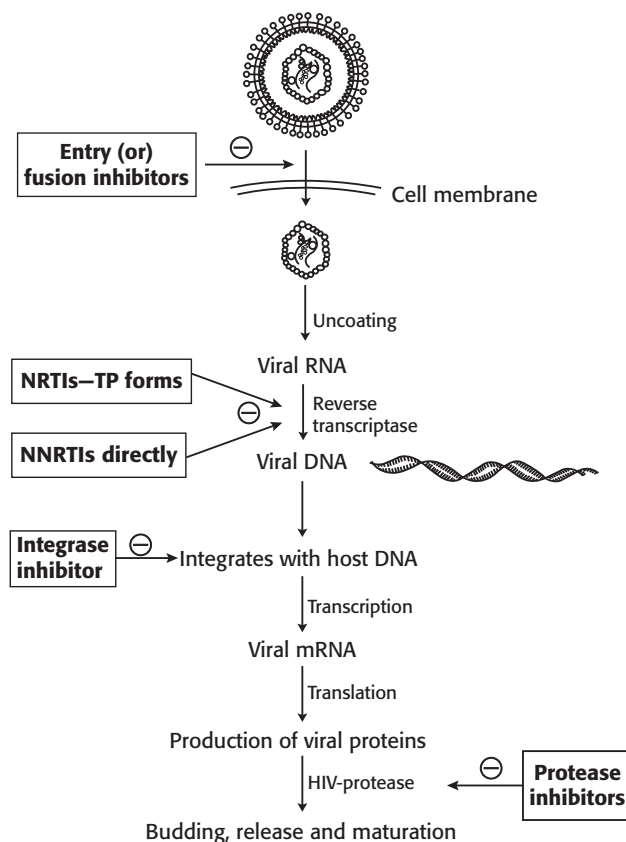 Entry (or)
fusion inhibitors
Cell membrane
Uncoating
Viral RNA
NRTIs—TP forms
Reverse
transcriptase
NNRTIs directly
Viral DNA
Integrase
inhibitor
Integrates with host DNA
Transcription
Viral mRNA
Translation
Production of viral proteins
HIV-protease
Protease
inhibitors
Budding, release and maturation